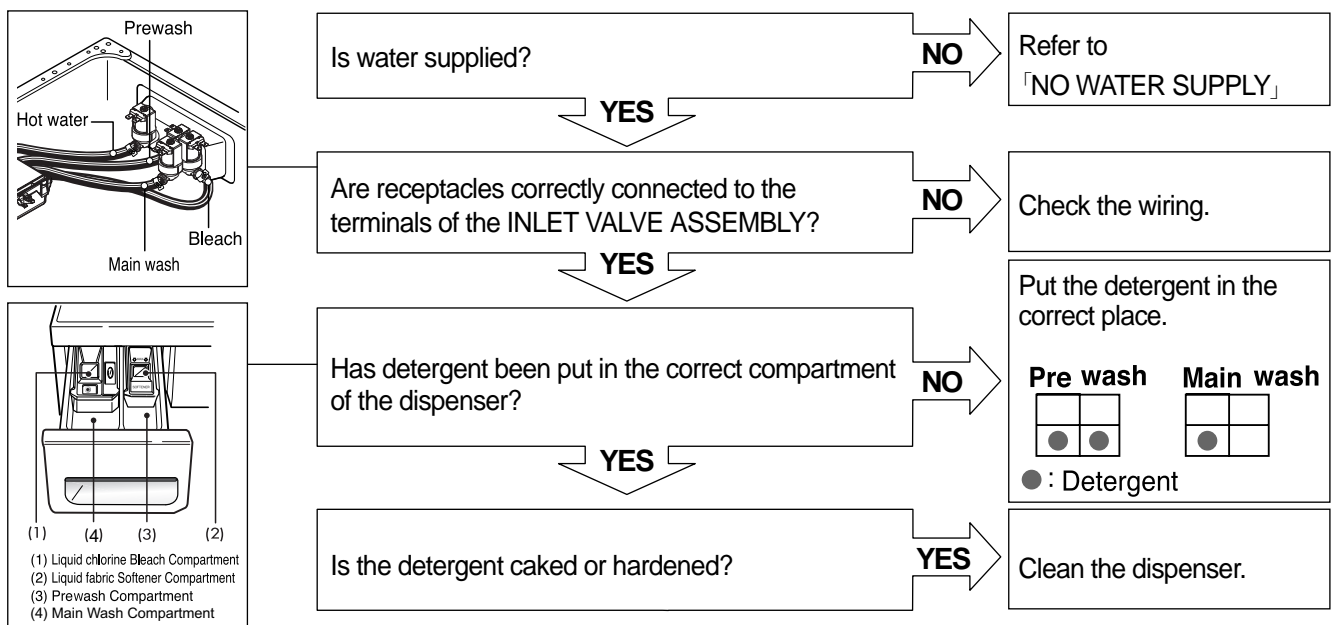 Prewash
Hot water
Bleach
Main wash
Is water supplied?
NO
Refer to
「NO WATER SUPPLY」
YES
Are receptacles correctly connected to the
terminals of the INLET VALVE ASSEMBLY?
NO
Check the wiring.
YES
Has detergent been put in the correct compartment
of the dispenser?
NO
Put the detergent in the
correct place.
Pre wash Main wash
: Detergent
YES
SOFTENER
(1) (4) (3) (2)
(1) Liquid chlorine Bleach Compartment
(2) Liquid fabric Softener Compartment
(3) Prewash Compartment
(4) Main Wash Compartment
Is the detergent caked or hardened?
YES
Clean the dispenser.